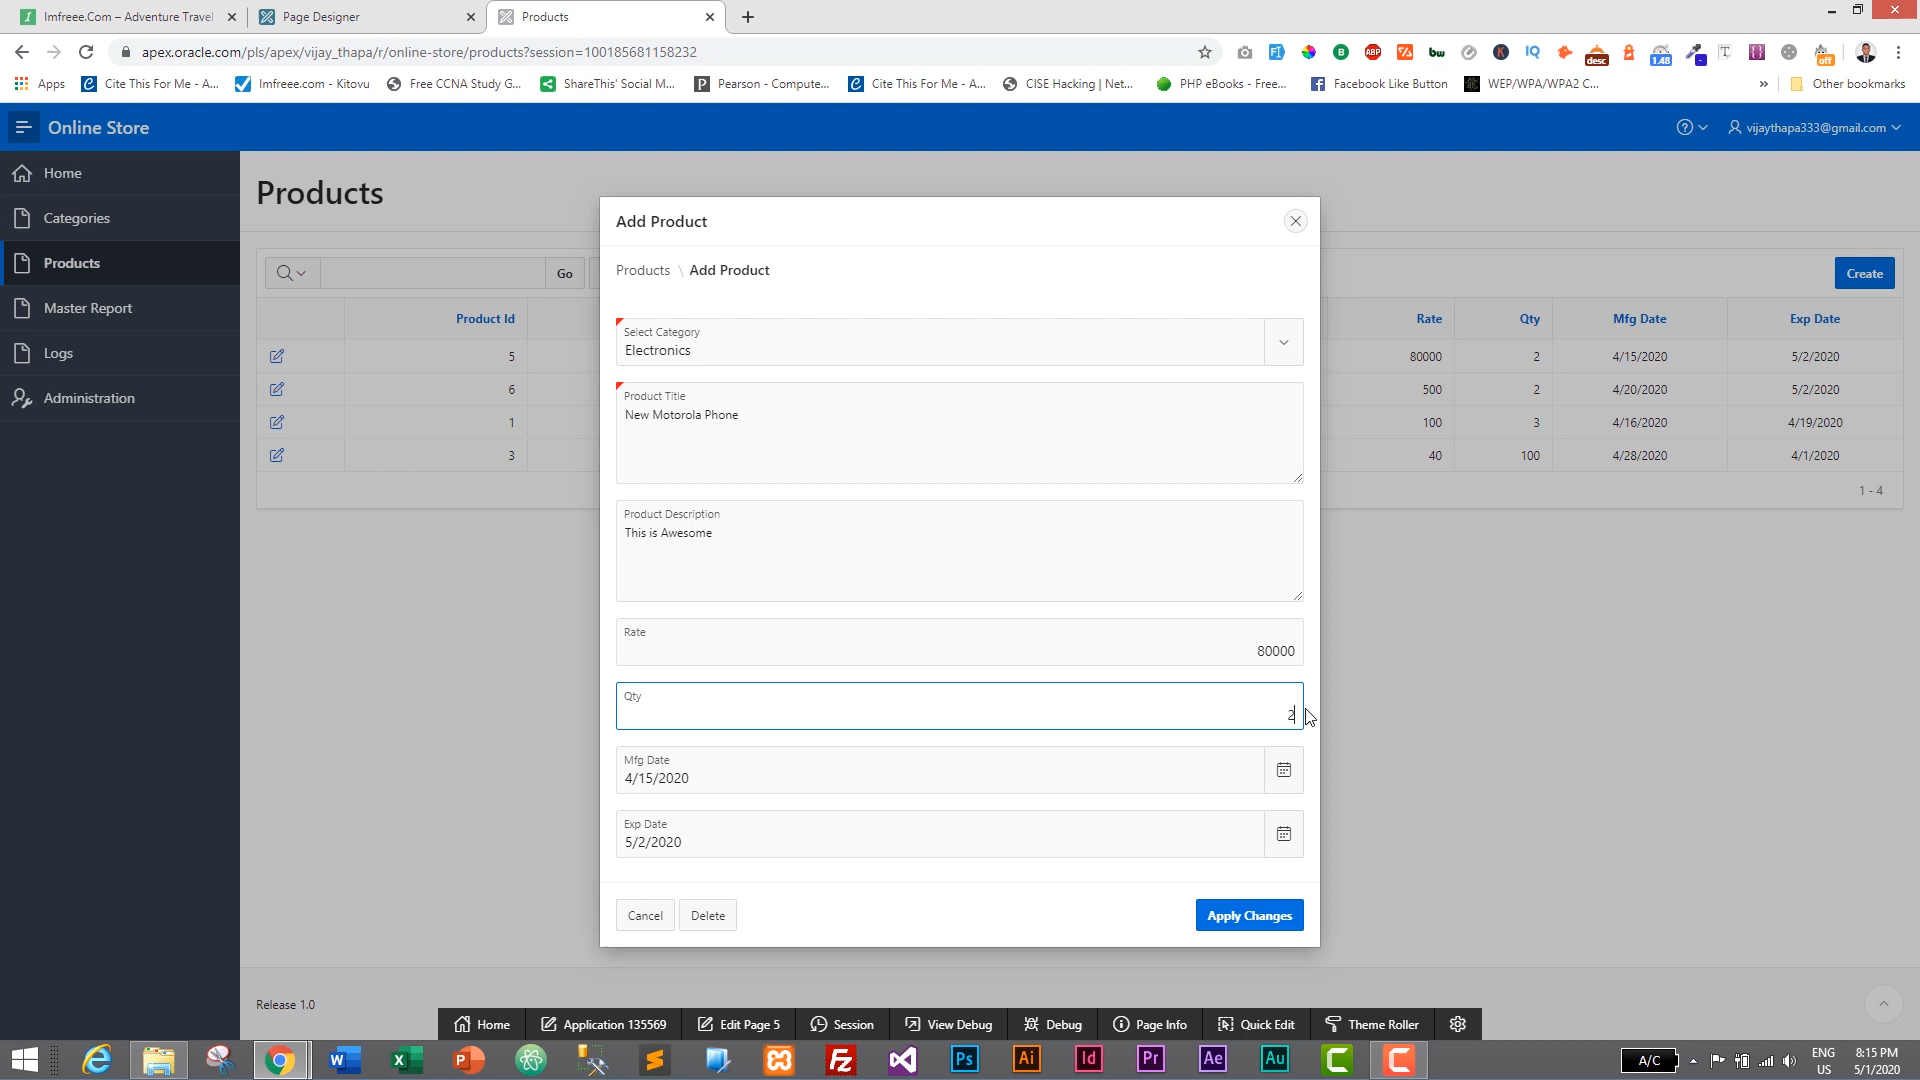 Imfreee.Com – Adventure Travel
Page Designer
Products
apex.oracle.com/pls/apex/vijay_thapa/r/online-store/products?session=100185681158232
Apps
Cite This For Me - A...
Imfreee.com - Kitovu
Free CCNA Study G...
ShareThis' Social M...
Pearson - Compute...
Cite This For Me - A...
CISE Hacking | Net...
PHP eBooks - Free...
Facebook Like Button
WEP/WPA/WPA2 C...
Other bookmarks
Online Store
vijaythapa333@gmail.com
Home
Categories
Products
Master Report
Logs
Administration
Products
Go
Create
Product Id
Rate Qty Mfg Date Exp Date
5 80000 2 4/15/2020 5/2/2020
6 500 2 4/20/2020 5/2/2020
1 100 3 4/16/2020 4/19/2020
3 40 100 4/28/2020 4/1/2020
1 - 4
Add Product
Products \ Add Product
Select Category
Electronics
Product Title
New Motorola Phone
Product Description
This is Awesome
Rate
80000
Qty
2
Mfg Date
4/15/2020
Exp Date
5/2/2020
Cancel
Delete
Apply Changes
Release 1.0
Home
Application 135569
Edit Page 5
Session
View Debug
Debug
Page Info
Quick Edit
Theme Roller
A/C
ENG
US
8:15 PM
5/1/2020